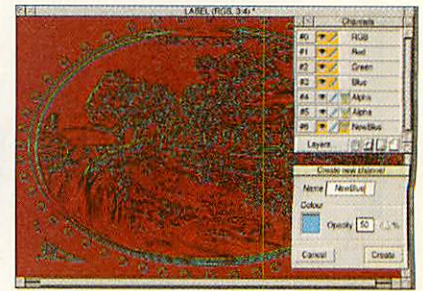 LABEL (RGB, 3:4) *
Channels
#0 RGB
#1 Red
#2 Green
#3 Blue
#4 Alpha
#5 Alpha
#6 NewBlue
Layers
Create new channel
Name NewBlue
Colour
Opacity 50 %
Cancel Create